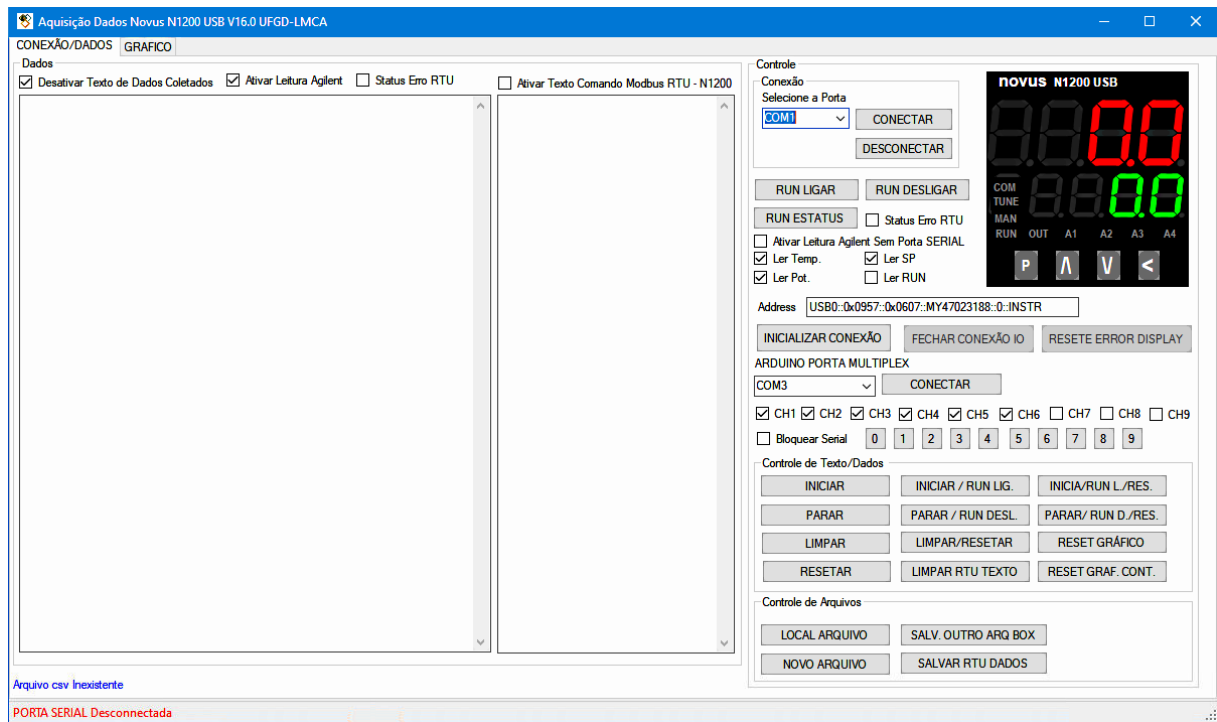 Aquisição Dados Novus N1200 USB V16.0 UFGD-LMCA
CONEXÃO/DADOS GRAFICO
Dados
Desativar Texto de Dados Coletados Ativar Leitura Agilent Status Erro RTU
Ativar Texto Comando Modbus RTU - N1200
Controle
Conexão
Selecione a Porta
COM1 CONECTAR
DESCONECTAR
novus N1200 USB
0.0
0.0
COM
TUNE
MAN
RUN OUT A1 A2 A3 A4
P Λ V <
RUN LIGAR RUN DESLIGAR
RUN ESTATUS Status Erro RTU
Ativar Leitura Agilent Sem Porta SERIAL
Ler Temp. Ler SP
Ler Pot. Ler RUN
Address USB0::0x0957::0x0607::MY47023188::0::INSTR
INICIALIZAR CONEXÃO FECHAR CONEXÃO IO RESETE ERROR DISPLAY
ARDUINO PORTA MULTIPLEX
COM3 CONECTAR
CH1 CH2 CH3 CH4 CH5 CH6 CH7 CH8 CH9
Bloquear Serial 0 1 2 3 4 5 6 7 8 9
Controle de Texto/Dados
INICIAR INICIAR / RUN LIG. INICIA/RUN L./RES.
PARAR PARAR / RUN DESL. PARAR/ RUN D./RES.
LIMPAR LIMPAR/RESETAR RESET GRÁFICO
RESETAR LIMPAR RTU TEXTO RESET GRAF. CONT.
Controle de Arquivos
LOCAL ARQUIVO SALV. OUTRO ARQ BOX
NOVO ARQUIVO SALVAR RTU DADOS
Arquivo csv Inexistente
PORTA SERIAL Desconnectada